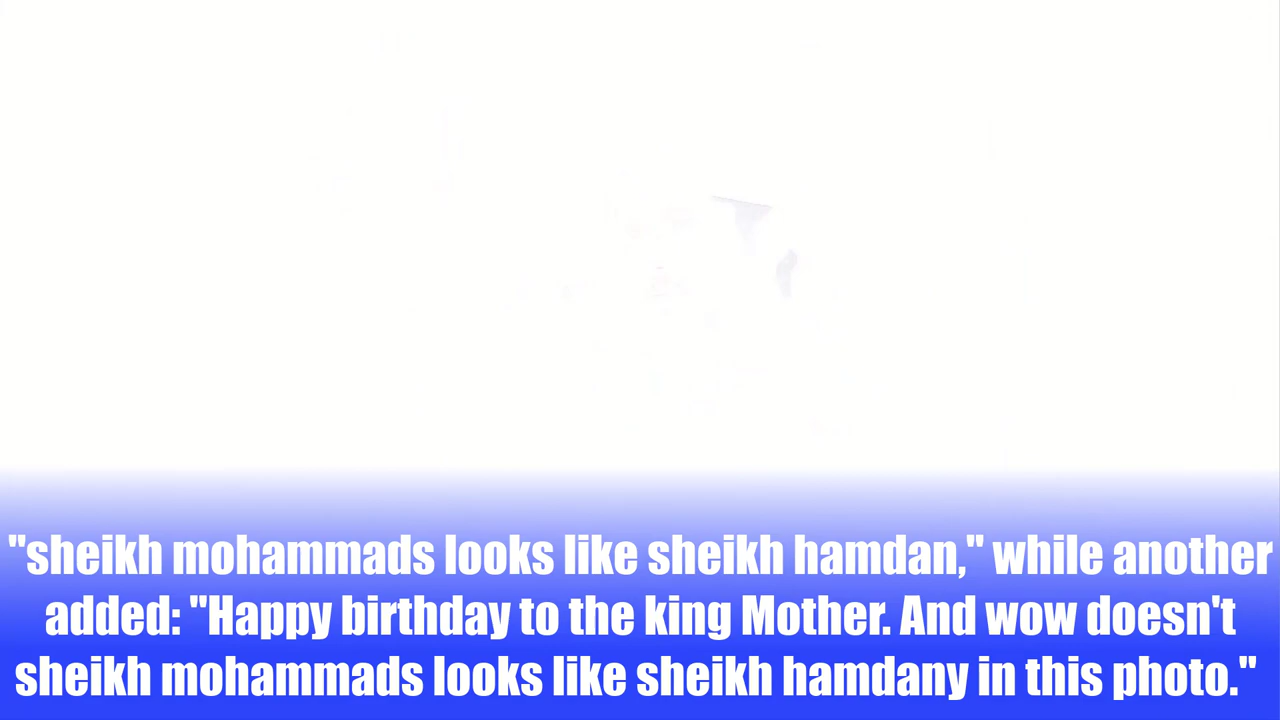 "sheikh mohammads looks like sheikh hamdan," while another
added: "Happy birthday to the king Mother. And wow doesn't
sheikh mohammads looks like sheikh hamdany in this photo."